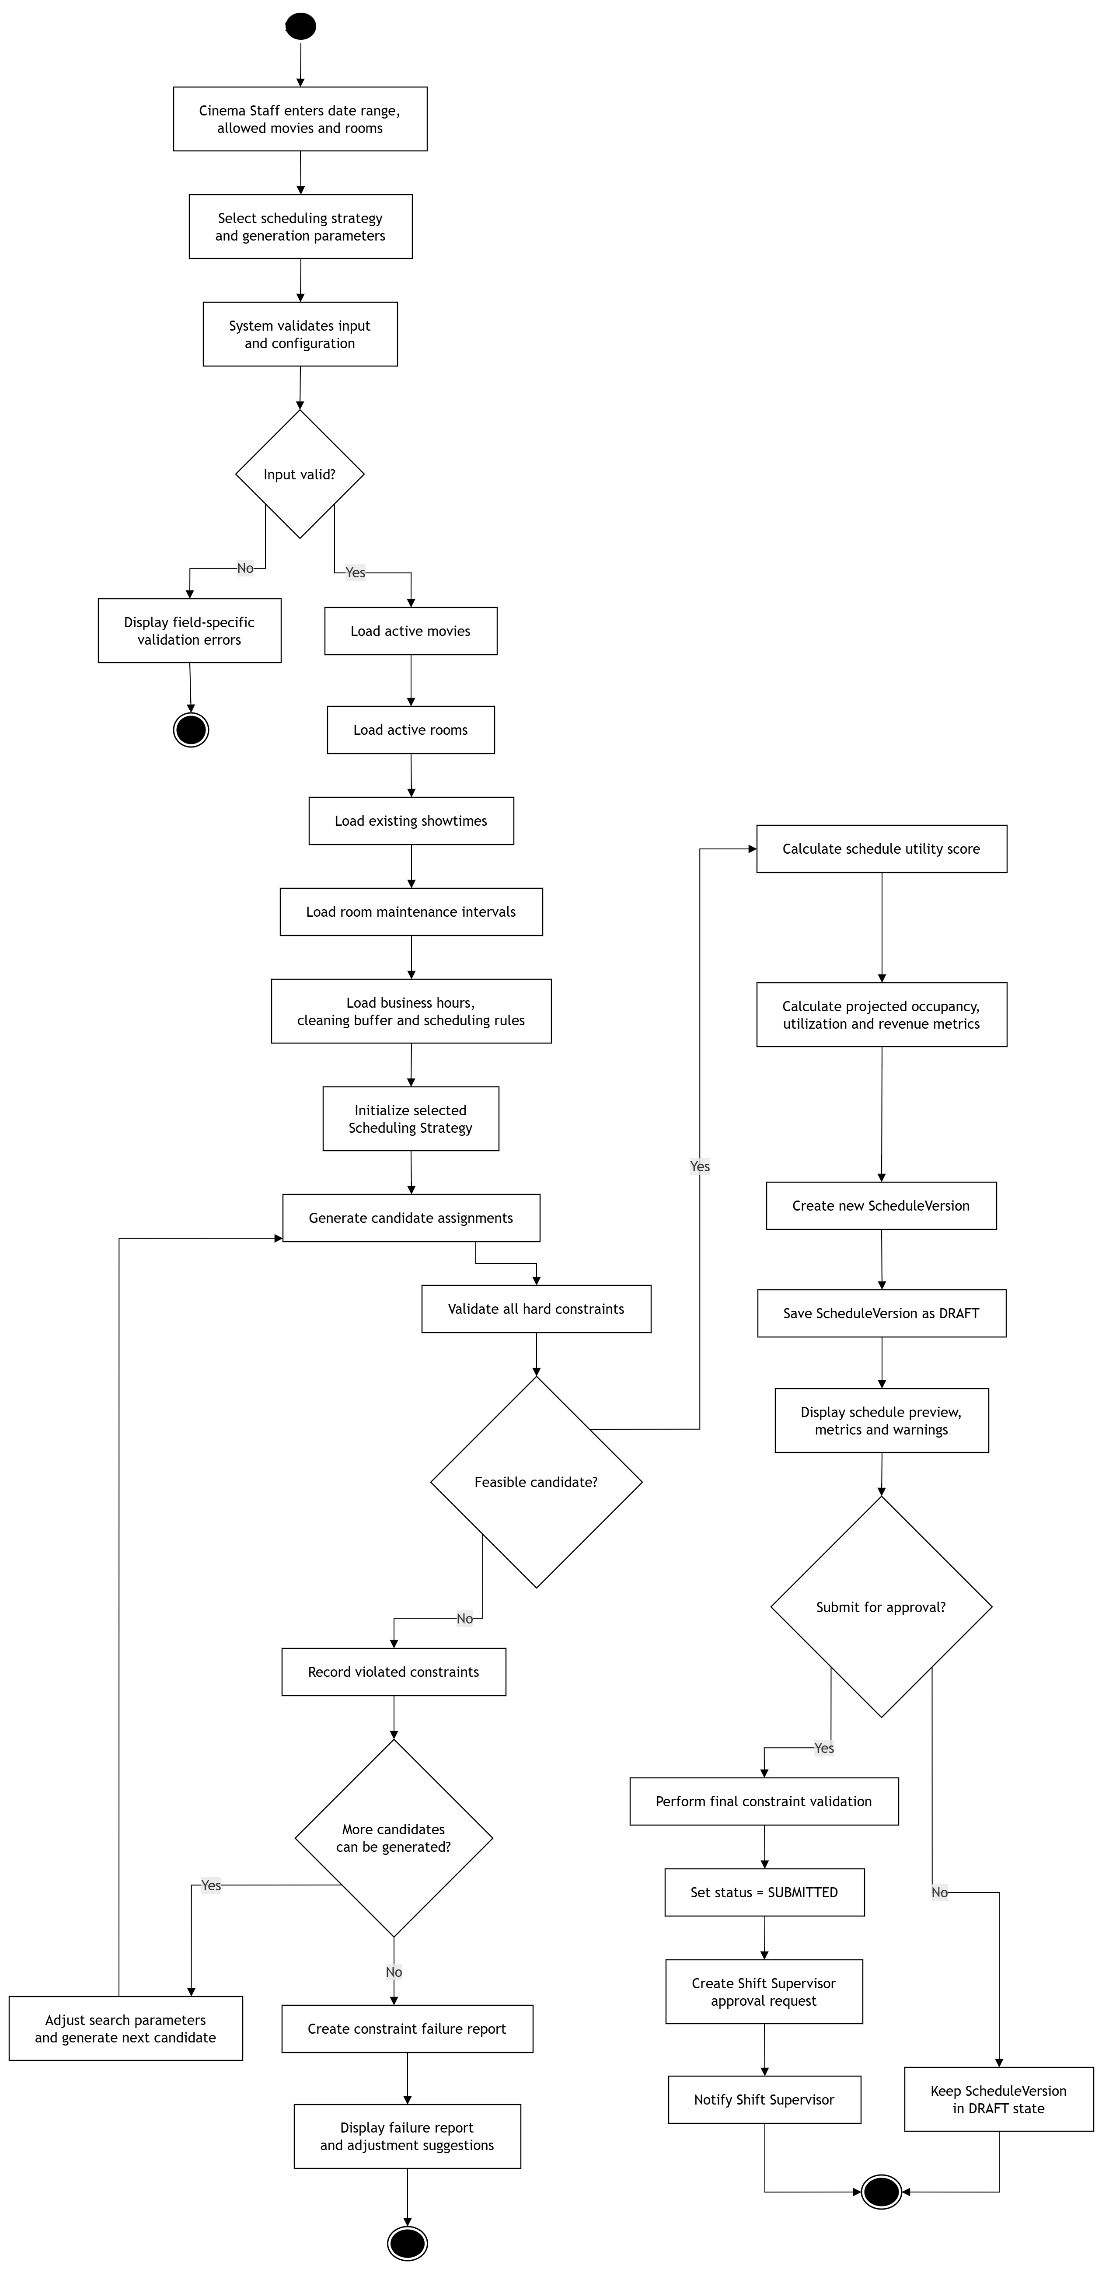 Cinema Staff enters date range,
allowed movies and rooms
Select scheduling strategy
and generation parameters
System validates input
and configuration
Input valid?
No
Yes
Display field-specific
validation errors
Load active movies
Load active rooms
Load existing showtimes
Load room maintenance intervals
Load business hours,
cleaning buffer and scheduling rules
Initialize selected
Scheduling Strategy
Generate candidate assignments
Validate all hard constraints
Feasible candidate?
No
Record violated constraints
More candidates
can be generated?
Yes
No
Adjust search parameters
and generate next candidate
Create constraint failure report
Display failure report
and adjustment suggestions
Yes
Calculate schedule utility score
Calculate projected occupancy,
utilization and revenue metrics
Create new ScheduleVersion
Save ScheduleVersion as DRAFT
Display schedule preview,
metrics and warnings
Submit for approval?
Yes
No
Perform final constraint validation
Set status = SUBMITTED
Create Shift Supervisor
approval request
Notify Shift Supervisor
Keep ScheduleVersion
in DRAFT state